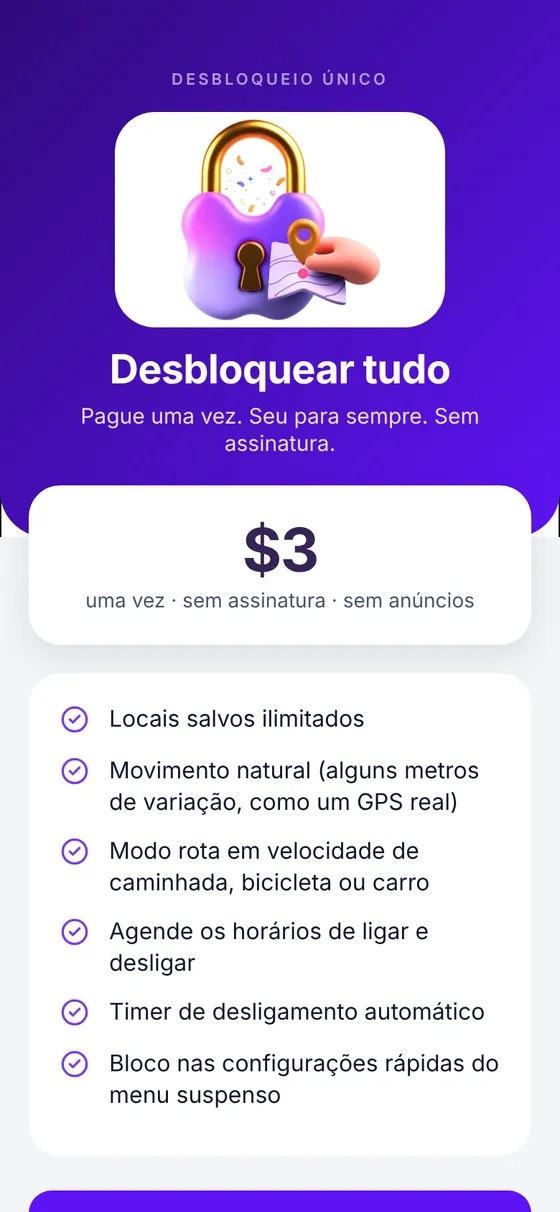 DESBLOQUEIO ÚNICO
Desbloquear tudo
Pague uma vez. Seu para sempre. Sem
assinatura.
$3
uma vez · sem assinatura · sem anúncios
Locais salvos ilimitados
Movimento natural (alguns metros
de variação, como um GPS real)
Modo rota em velocidade de
caminhada, bicicleta ou carro
Agende os horários de ligar e
desligar
Timer de desligamento automático
Bloco nas configurações rápidas do
menu suspenso